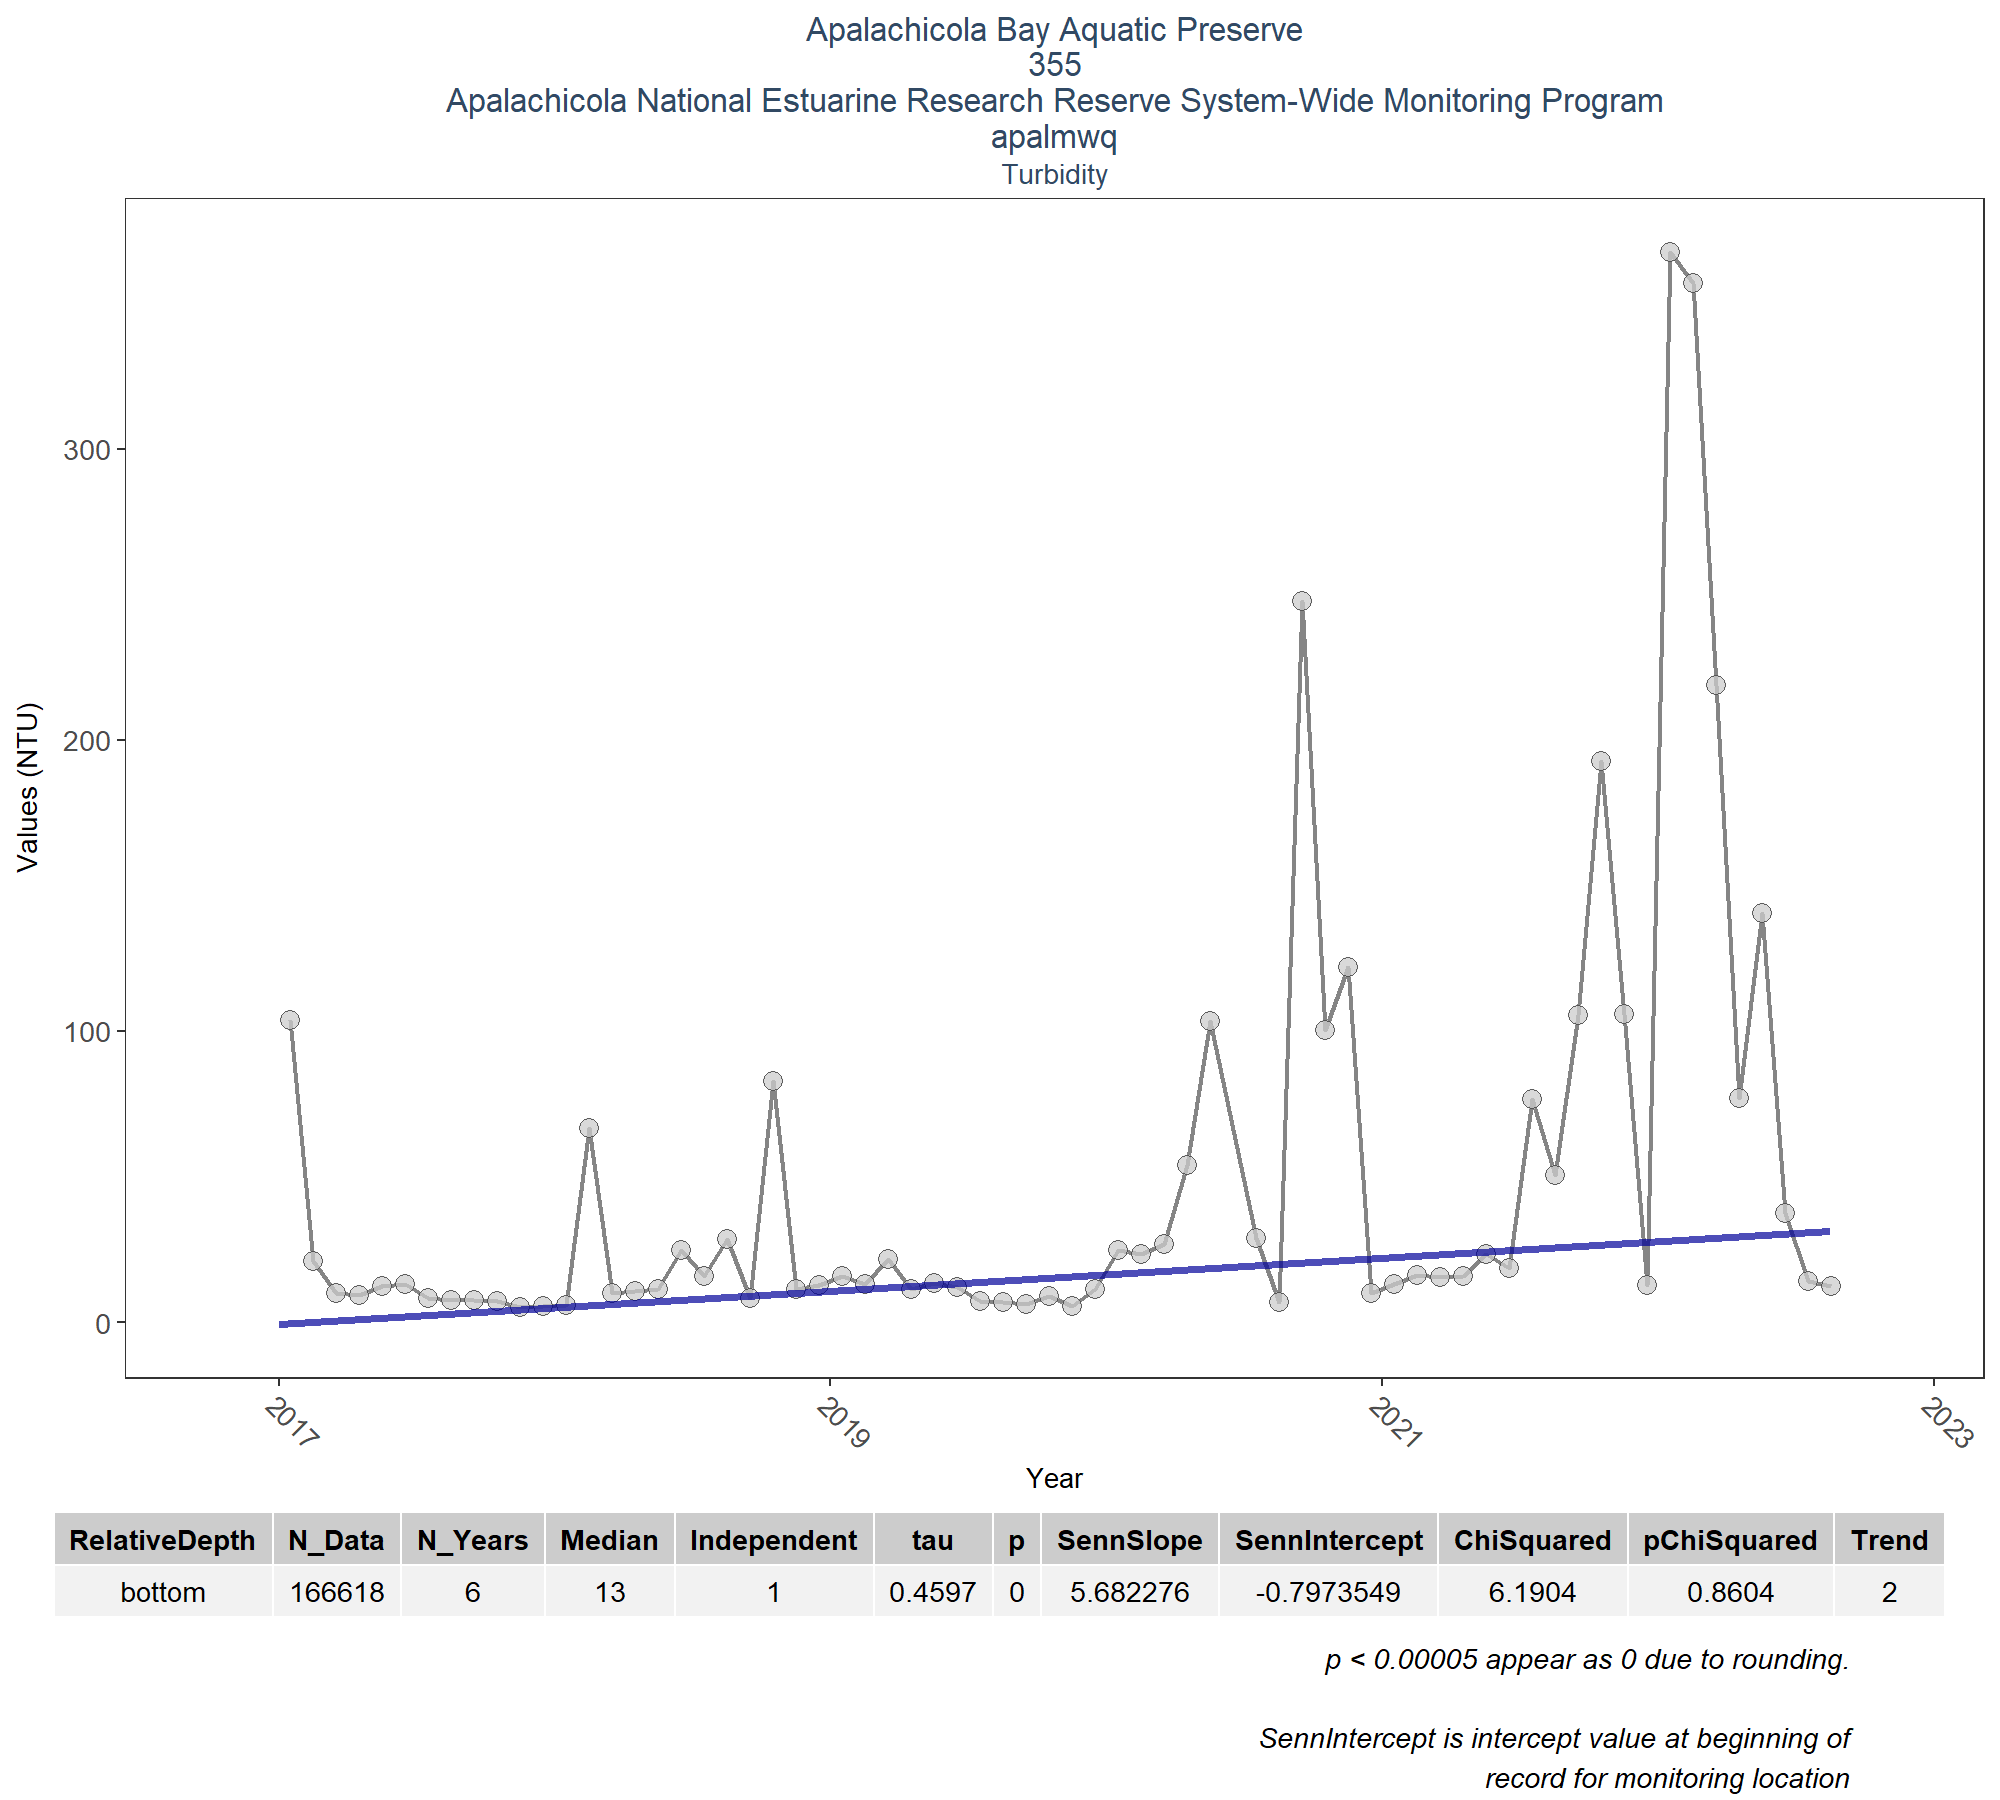 Apalachicola Bay Aquatic Preserve
355
Apalachicola National Estuarine Research Reserve System-Wide Monitoring Program
apalmwq
Turbidity
Values (NTU)
300
200
100
0
2017 2019 2021 2023
Year
RelativeDepth N_Data N_Years Median Independent tau p SennSlope SennIntercept ChiSquared pChiSquared Trend
bottom 166618 6 13 1 0.4597 0 5.682276 -0.7973549 6.1904 0.8604 2
p < 0.00005 appear as 0 due to rounding.
SennIntercept is intercept value at beginning of
record for monitoring location